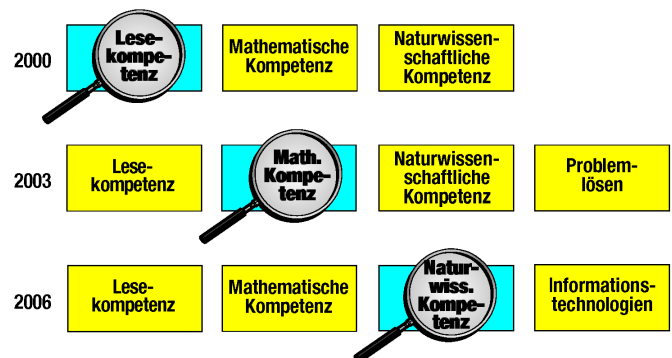 2000
Lese-
kompe-
tenz
Mathematische
Kompetenz
Naturwissen-
schaftliche
Kompetenz
2003
Lese-
kompetenz
Math.
Kompe-
tenz
Naturwissen-
schaftliche
Kompetenz
Problem-
lösen
2006
Lese-
kompetenz
Mathematische
Kompetenz
Natur-
wiss.
Kompe-
tenz
Informations-
technologien